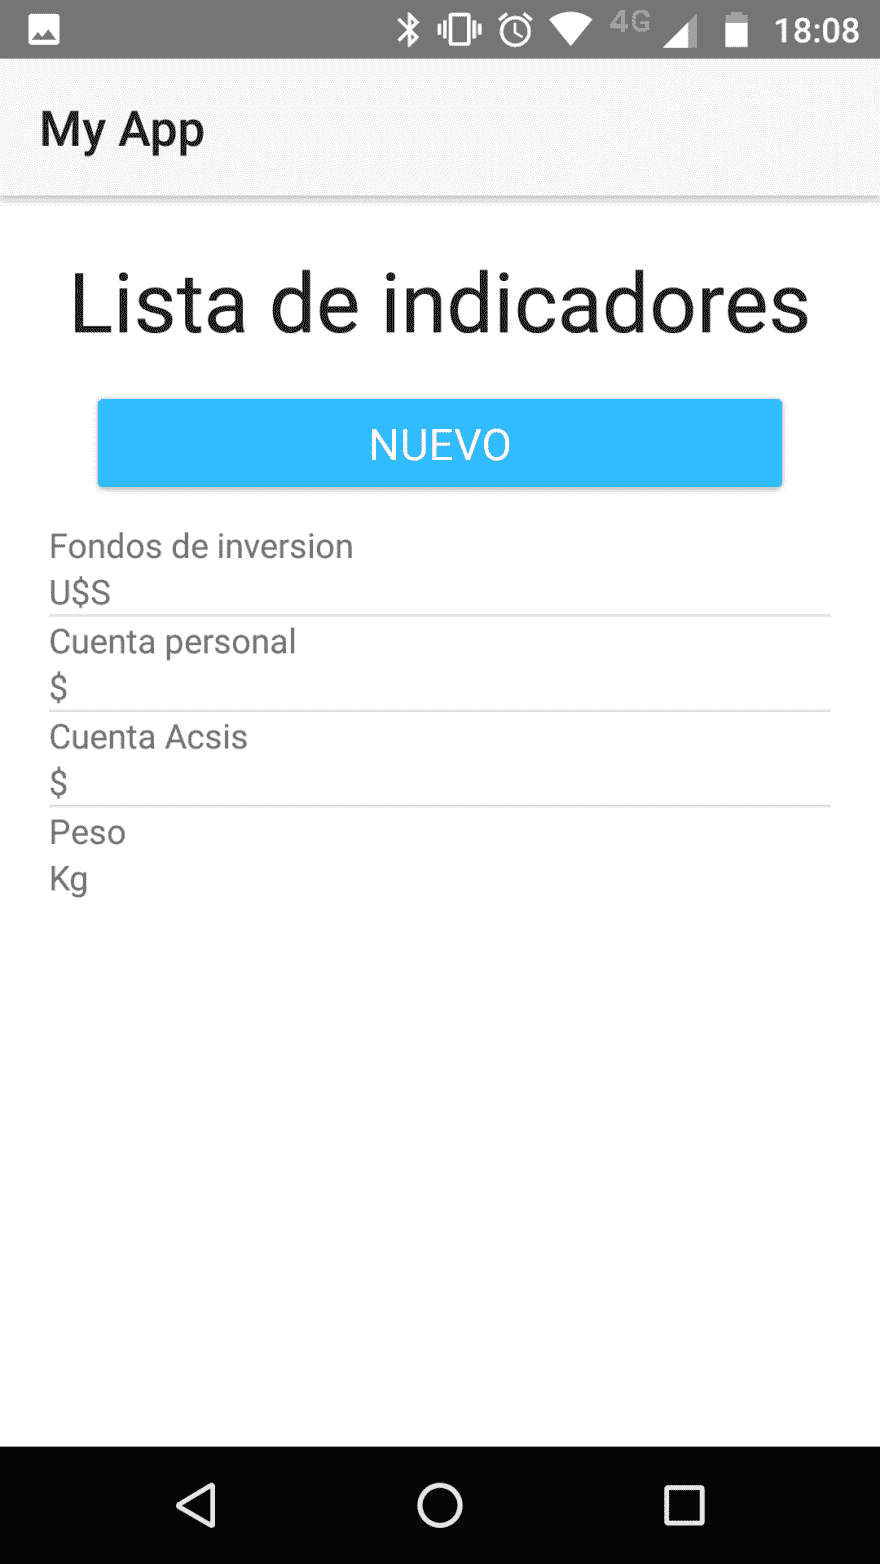 4G 18:08
My App
Lista de indicadores
NUEVO
Fondos de inversion
U$S
Cuenta personal
$
Cuenta Acsis
$
Peso
Kg